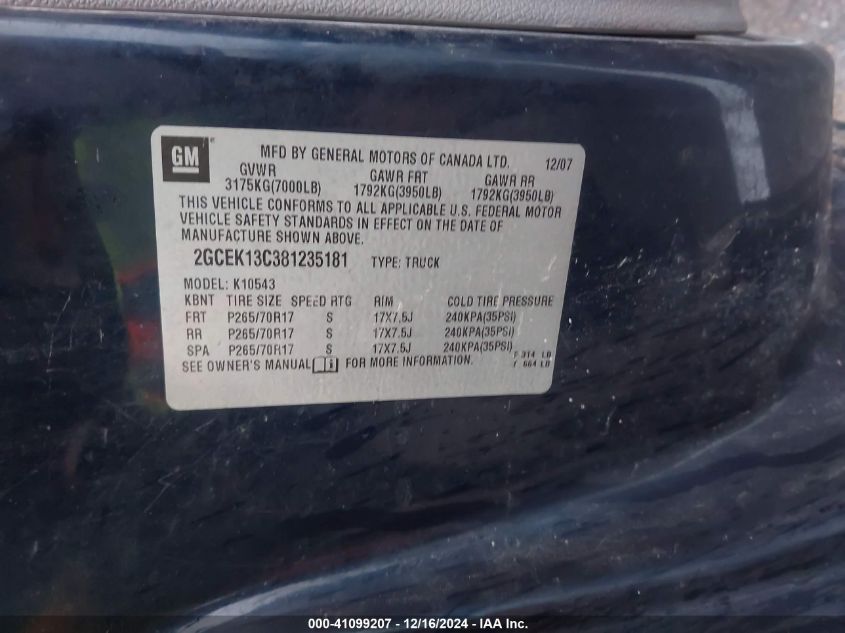 GM
MFD BY GENERAL MOTORS OF CANADA LTD. 12/07
GVWR GAWR FRT GAWR RR
3175KG(7000LB) 1792KG(3950LB) 1792KG(3950LB)
THIS VEHICLE CONFORMS TO ALL APPLICABLE U.S. FEDERAL MOTOR
VEHICLE SAFETY STANDARDS IN EFFECT ON THE DATE OF
MANUFACTURE SHOWN ABOVE.
2GCEK13C381235181 TYPE: TRUCK
MODEL: K10543
KBNT TIRE SIZE SPEED RTG RIM COLD TIRE PRESSURE
FRT P265/70R17 S 17X7.5J 240KPA(35PSI)
RR P265/70R17 S 17X7.5J 240KPA(35PSI)
SPA P265/70R17 S 17X7.5J 240KPA(35PSI)
SEE OWNER'S MANUAL FOR MORE INFORMATION.
F 314 LB
T 664 LB
000-41099207 - 12/16/2024 - IAA Inc.